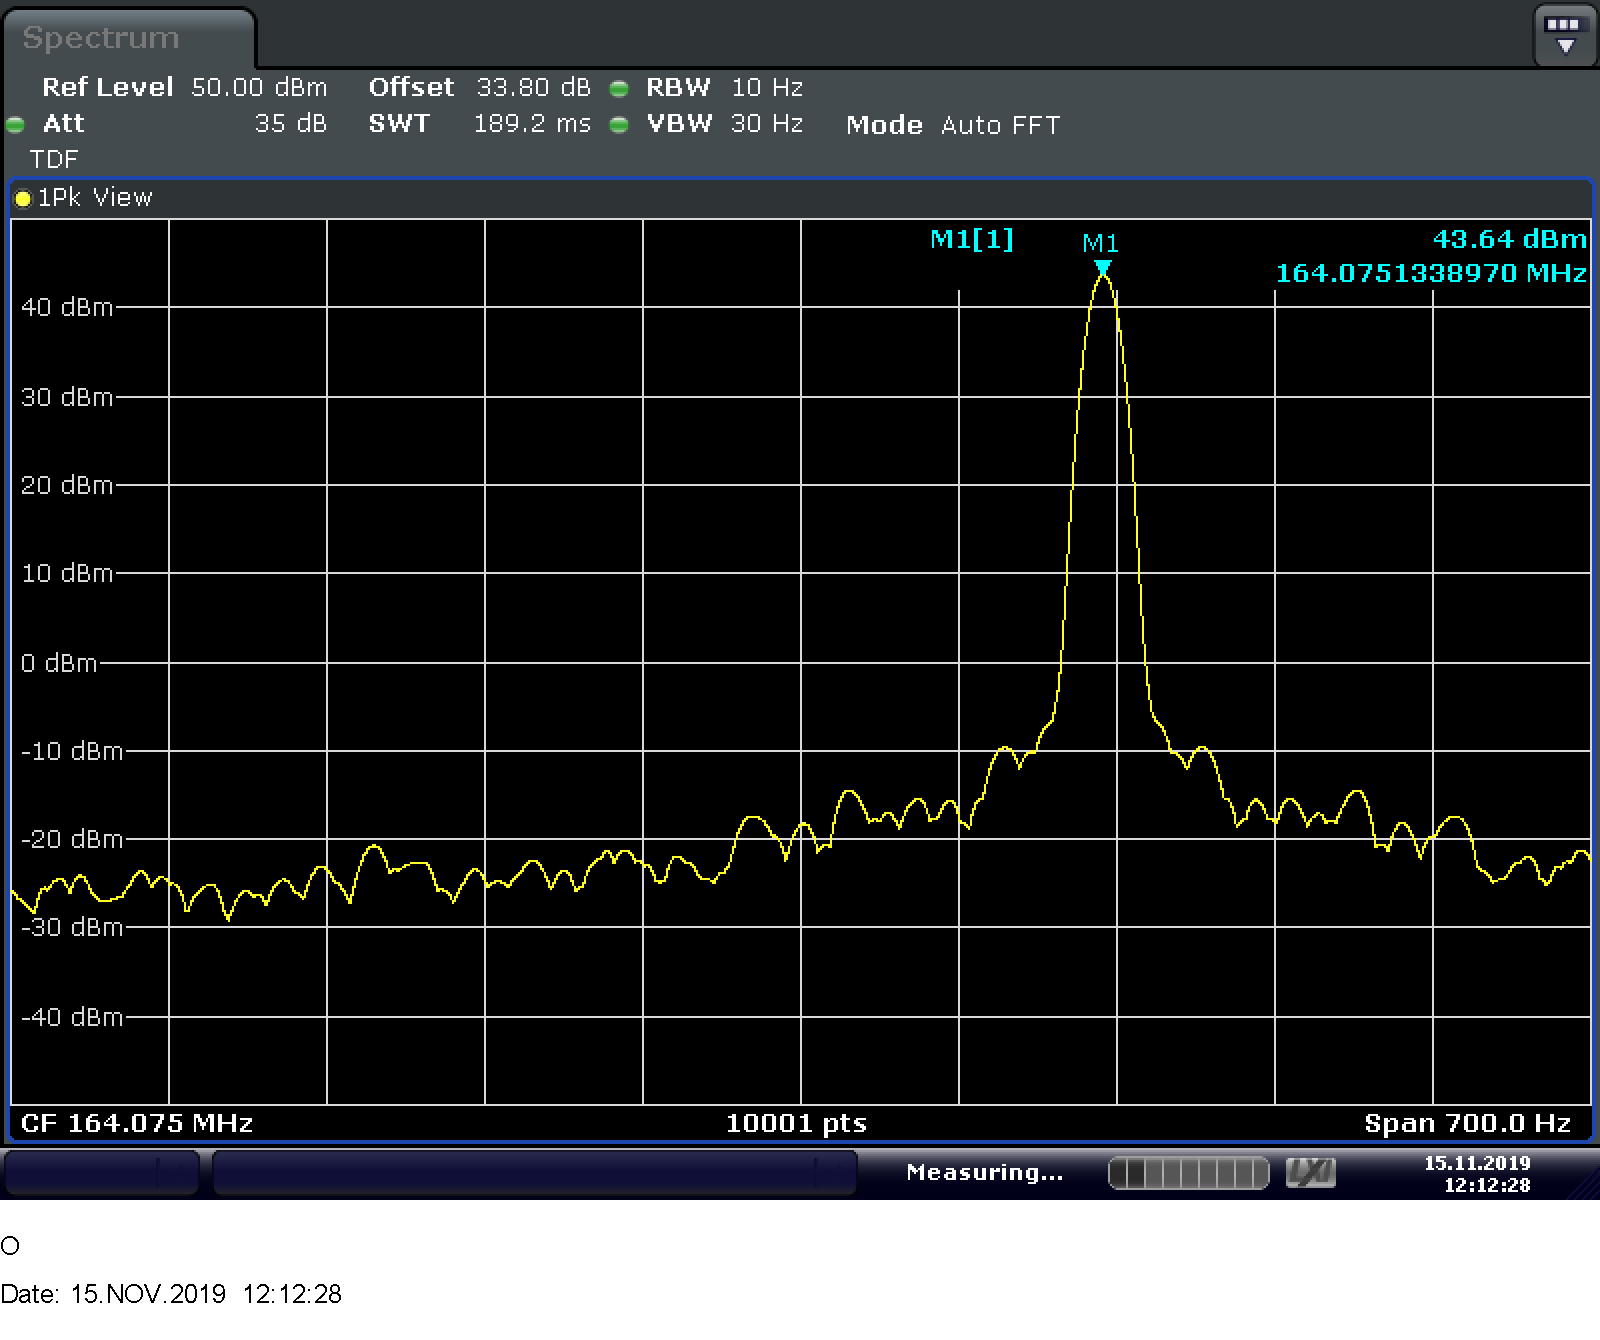 Spectrum
Ref Level 50.00 dBm Offset 33.80 dB RBW 10 Hz
Att 35 dB SWT 189.2 ms VBW 30 Hz Mode Auto FFT
TDF
1Pk View
M1[1] M1 43.64 dBm
164.0751338970 MHz
40 dBm
30 dBm
20 dBm
10 dBm
0 dBm
-10 dBm
-20 dBm
-30 dBm
-40 dBm
CF 164.075 MHz 10001 pts Span 700.0 Hz
Measuring... LXI 15.11.2019
12:12:28
O
Date: 15.NOV.2019 12:12:28